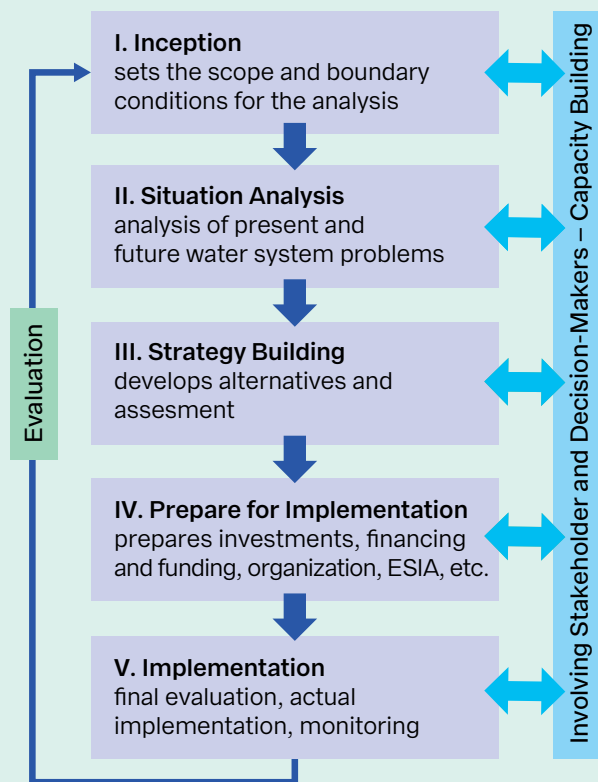 I. Inception
sets the scope and boundary
conditions for the analysis
II. Situation Analysis
analysis of present and
future water system problems
III. Strategy Building
develops alternatives and
assesment
IV. Prepare for Implementation
prepares investments, financing
and funding, organization, ESIA, etc.
V. Implementation
final evaluation, actual
implementation, monitoring
Evaluation
Involving Stakeholder and Decision-Makers – Capacity Building